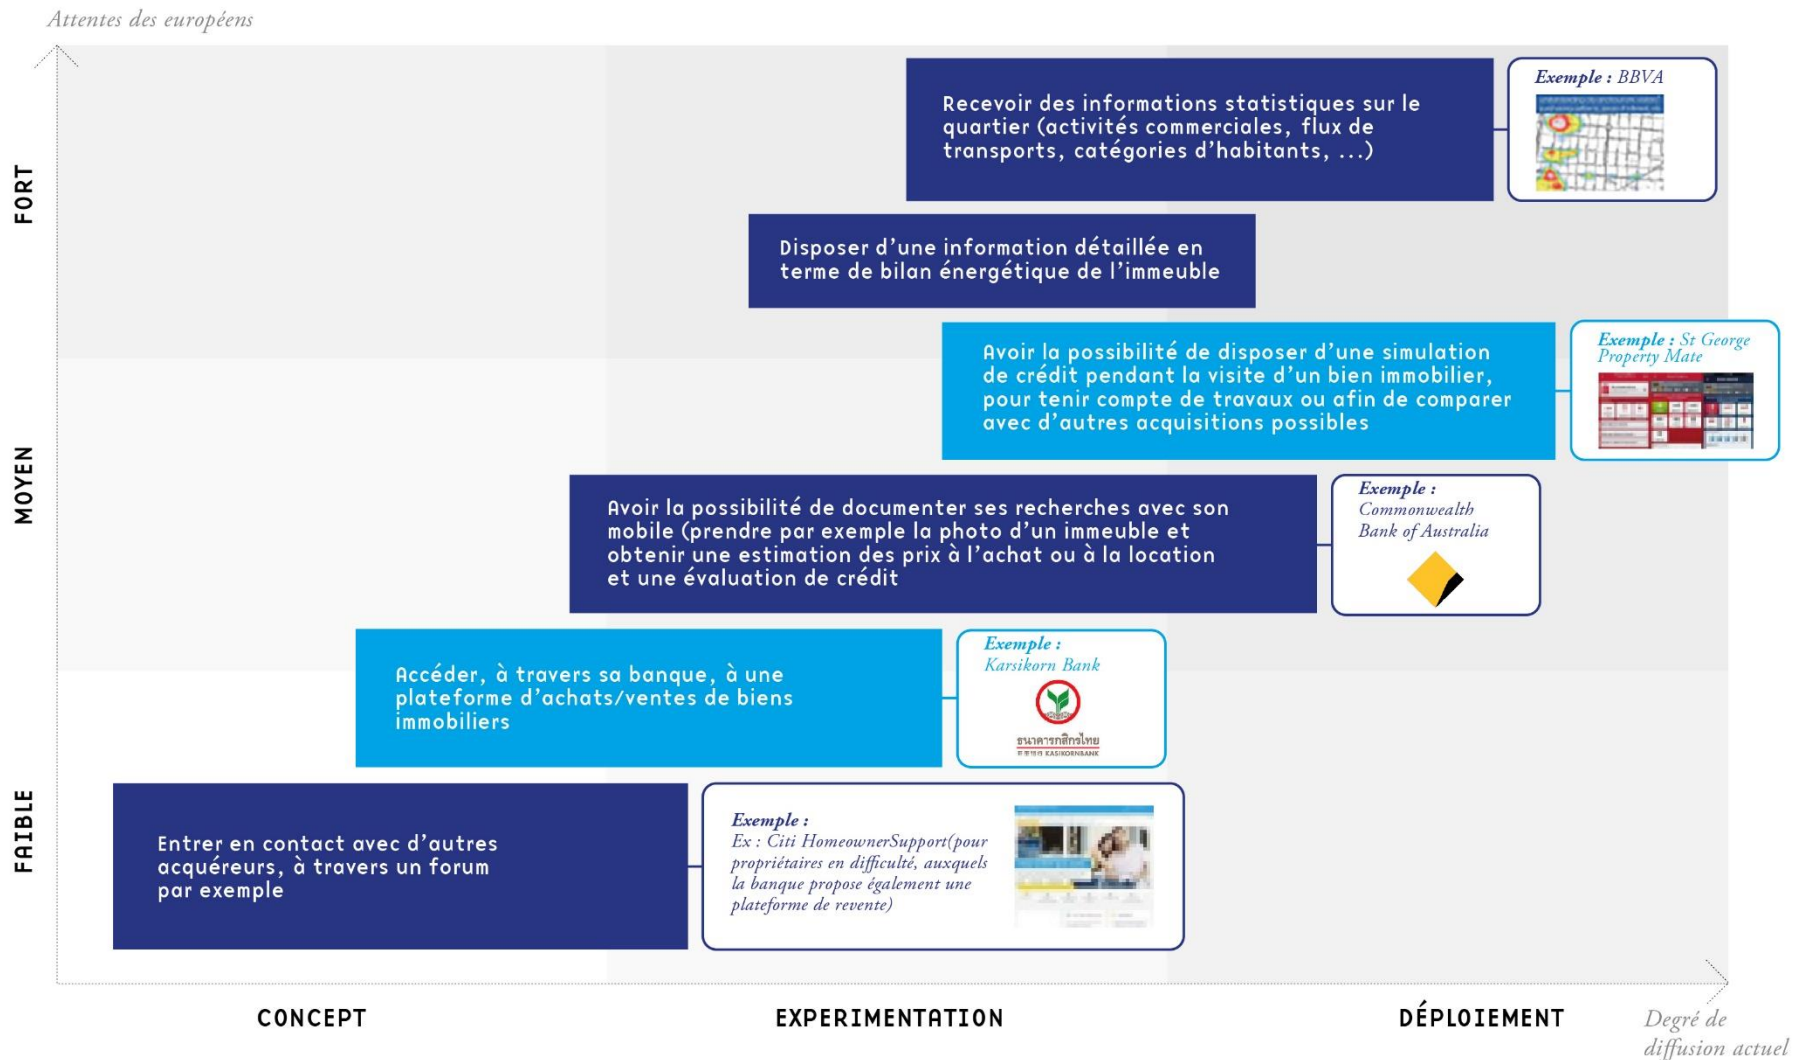 Attentes des européens
FORT
Recevoir des informations statistiques sur le
quartier (activités commerciales, flux de
transports, catégories d'habitants, ...)
Exemple : BBVA
Disposer d'une information détaillée en
terme de bilan énergétique de l'immeuble
MOYEN
Avoir la possibilité de disposer d'une simulation
de crédit pendant la visite d'un bien immobilier,
pour tenir compte de travaux ou afin de comparer
avec d'autres acquisitions possibles
Exemple : St George
Property Mate
Avoir la possibilité de documenter ses recherches avec son
mobile (prendre par exemple la photo d'un immeuble et
obtenir une estimation des prix à l'achat ou à la location
et une évaluation de crédit
Exemple :
Commonwealth
Bank of Australia
Accéder, à travers sa banque, à une
plateforme d'achats/ventes de biens
immobiliers
Exemple :
Karsikorn Bank
ธนาคารกสิกรไทย
KASIKORNBANK
FAIBLE
Entrer en contact avec d'autres
acquéreurs, à travers un forum
par exemple
Exemple :
Ex : Citi HomeownerSupport(pour
propriétaires en difficulté, auxquels
la banque propose également une
plateforme de revente)
CONCEPT
EXPERIMENTATION
DÉPLOIEMENT
Degré de
diffusion actuel